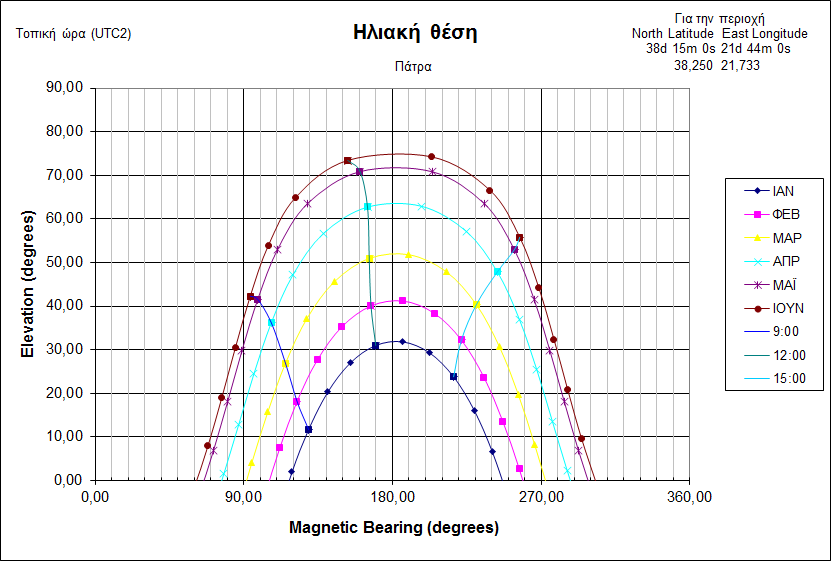 Τοπική ώρα (UTC2)
Ηλιακή θέση
Πάτρα
Για την περιοχή
North Latitude East Longitude
38d 15m 0s 21d 44m 0s
38,250 21,733
90,00
80,00
70,00
60,00
50,00
40,00
30,00
20,00
10,00
0,00
Elevation (degrees)
0,00 90,00 180,00 270,00 360,00
Magnetic Bearing (degrees)
ΙΑΝ
ΦΕΒ
ΜΑΡ
ΑΠΡ
ΜΑΪ
ΙΟΥΝ
9:00
12:00
15:00